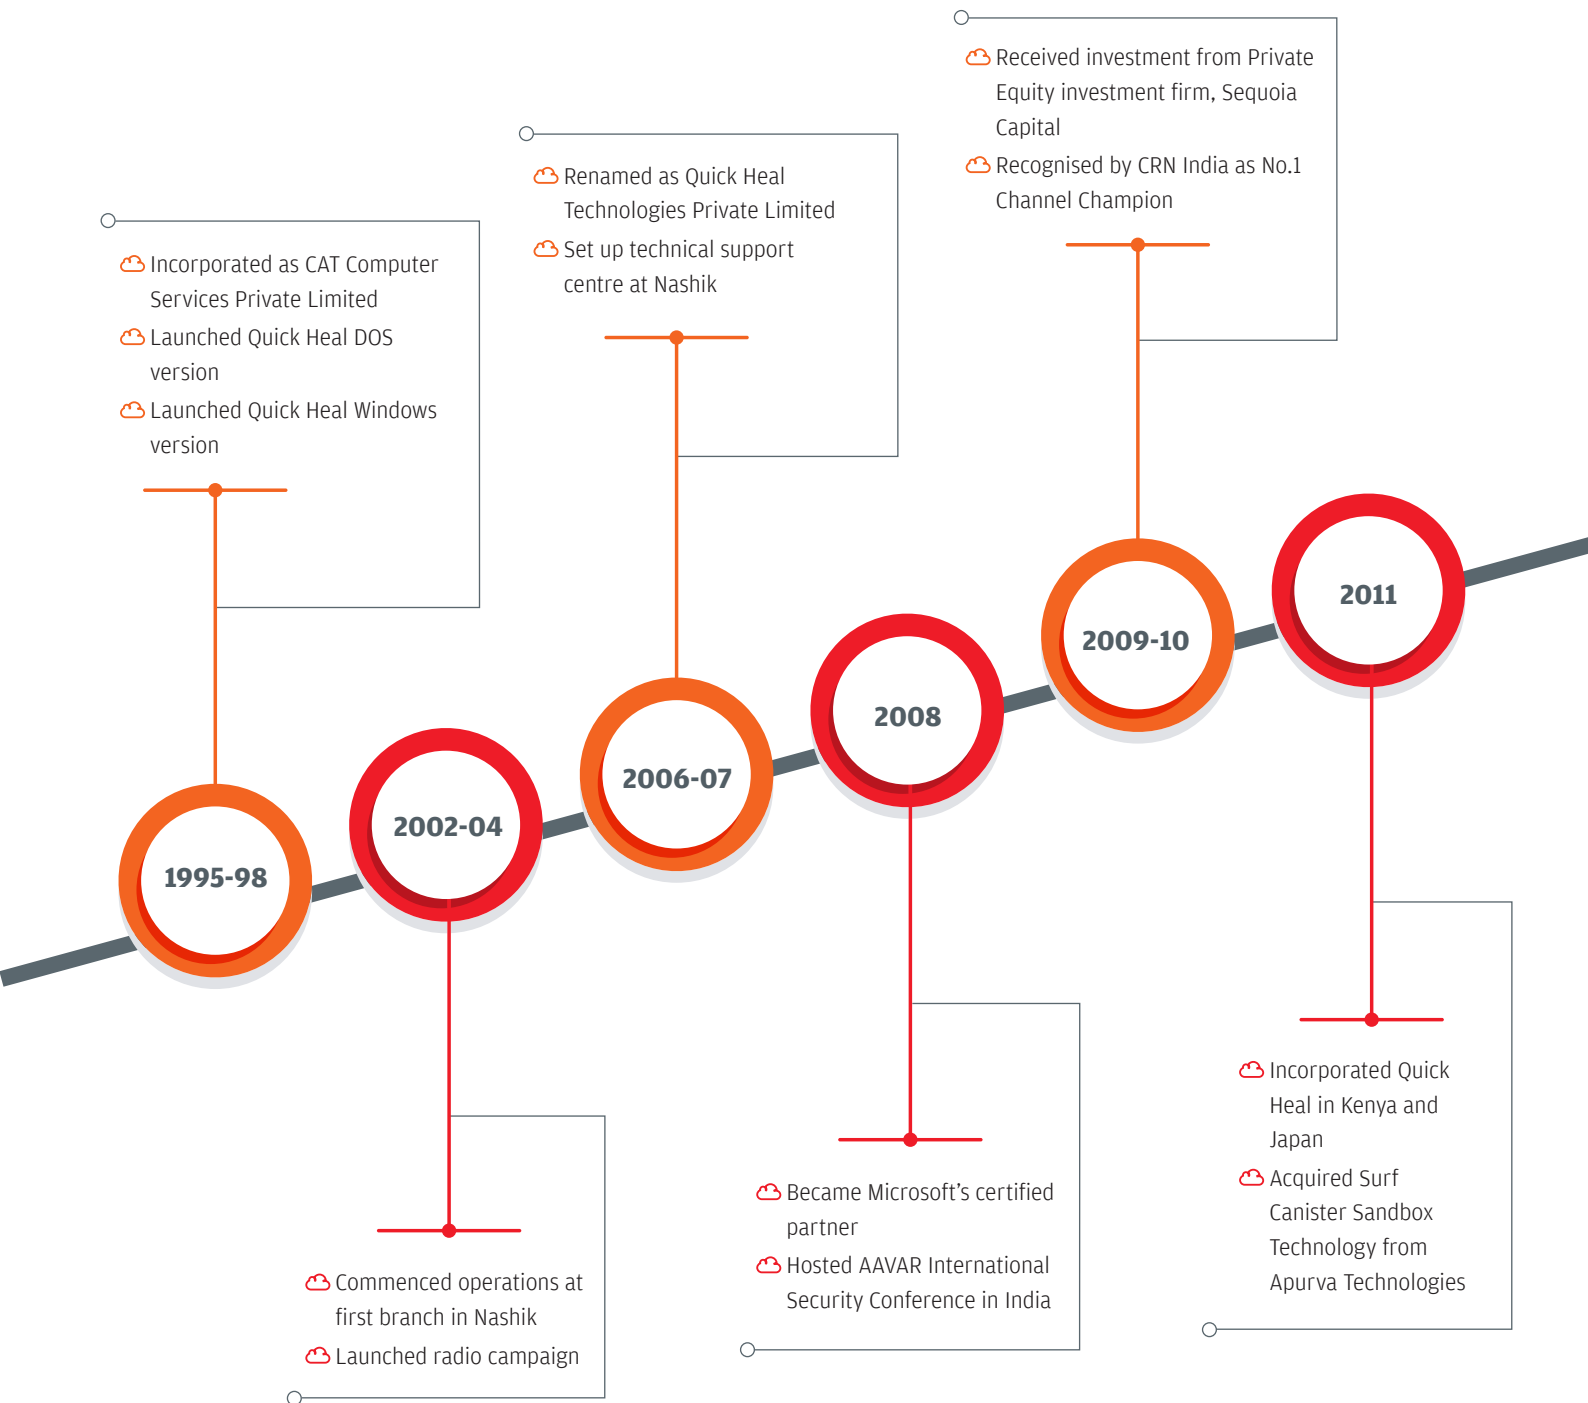 1995-98
Incorporated as CAT Computer
Services Private Limited
Launched Quick Heal DOS
version
Launched Quick Heal Windows
version
2002-04
Commenced operations at
first branch in Nashik
Launched radio campaign
2006-07
Renamed as Quick Heal
Technologies Private Limited
Set up technical support
centre at Nashik
2008
Became Microsoft’s certified
partner
Hosted AAVAR International
Security Conference in India
2009-10
Received investment from Private
Equity investment firm, Sequoia
Capital
Recognised by CRN India as No.1
Channel Champion
2011
Incorporated Quick
Heal in Kenya and
Japan
Acquired Surf
Canister Sandbox
Technology from
Apurva Technologies